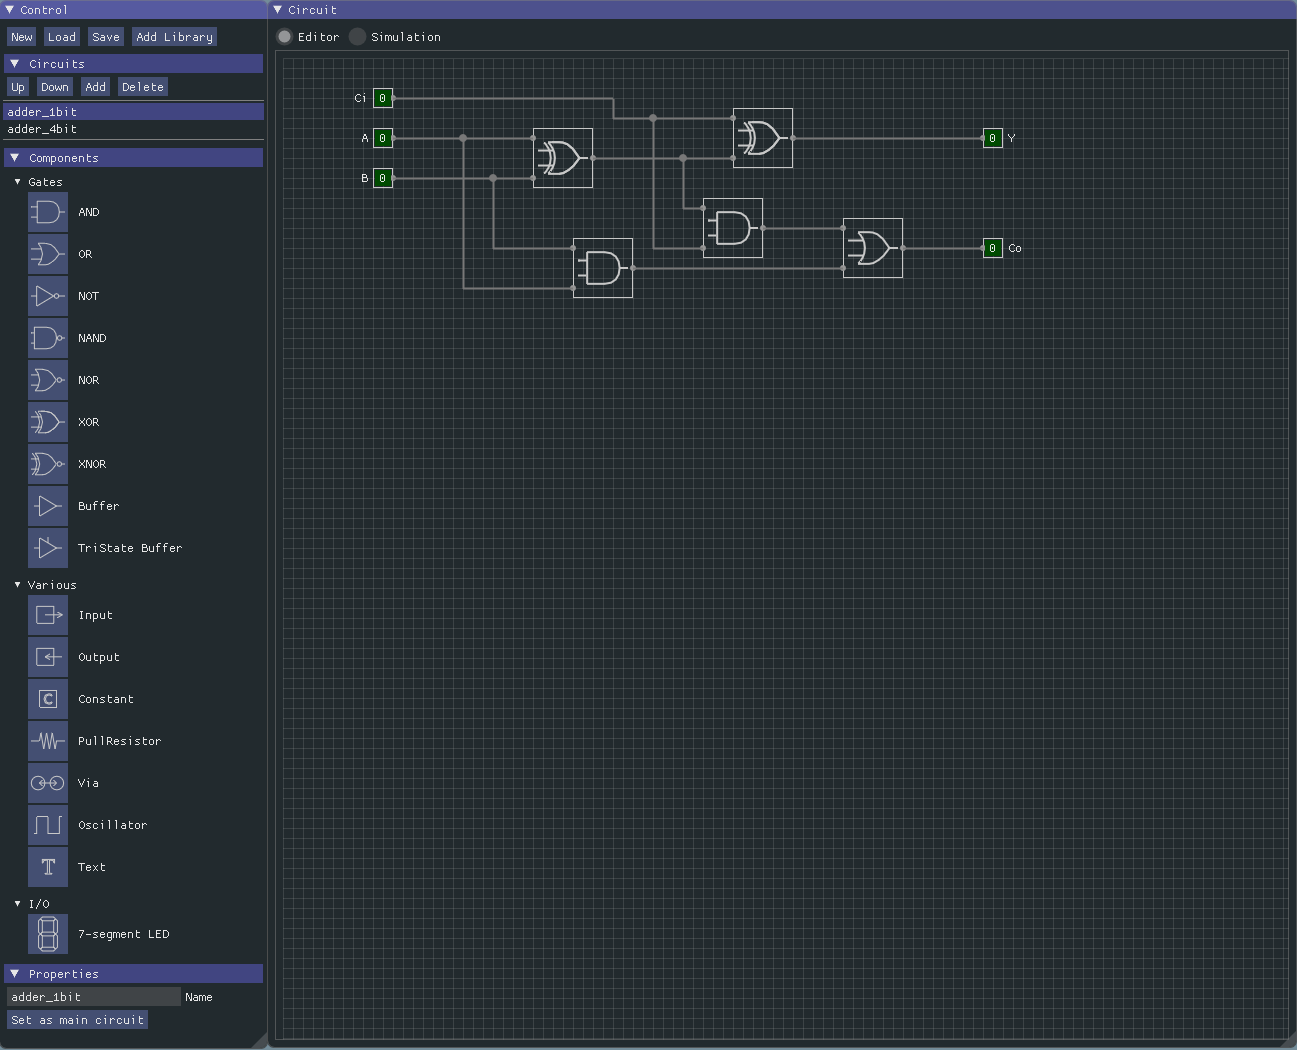 Control
New Load Save Add Library
Circuits
Up Down Add Delete
adder_1bit
adder_4bit
Components
Gates
AND
OR
NOT
NAND
NOR
XOR
XNOR
Buffer
TriState Buffer
Various
Input
Output
C Constant
PullResistor
Via
Oscillator
T Text
I/O
7-segment LED
Properties
adder_1bit Name
Set as main circuit
Circuit
Editor Simulation
Ci 0
A 0
0 Y
B 0
0 Co